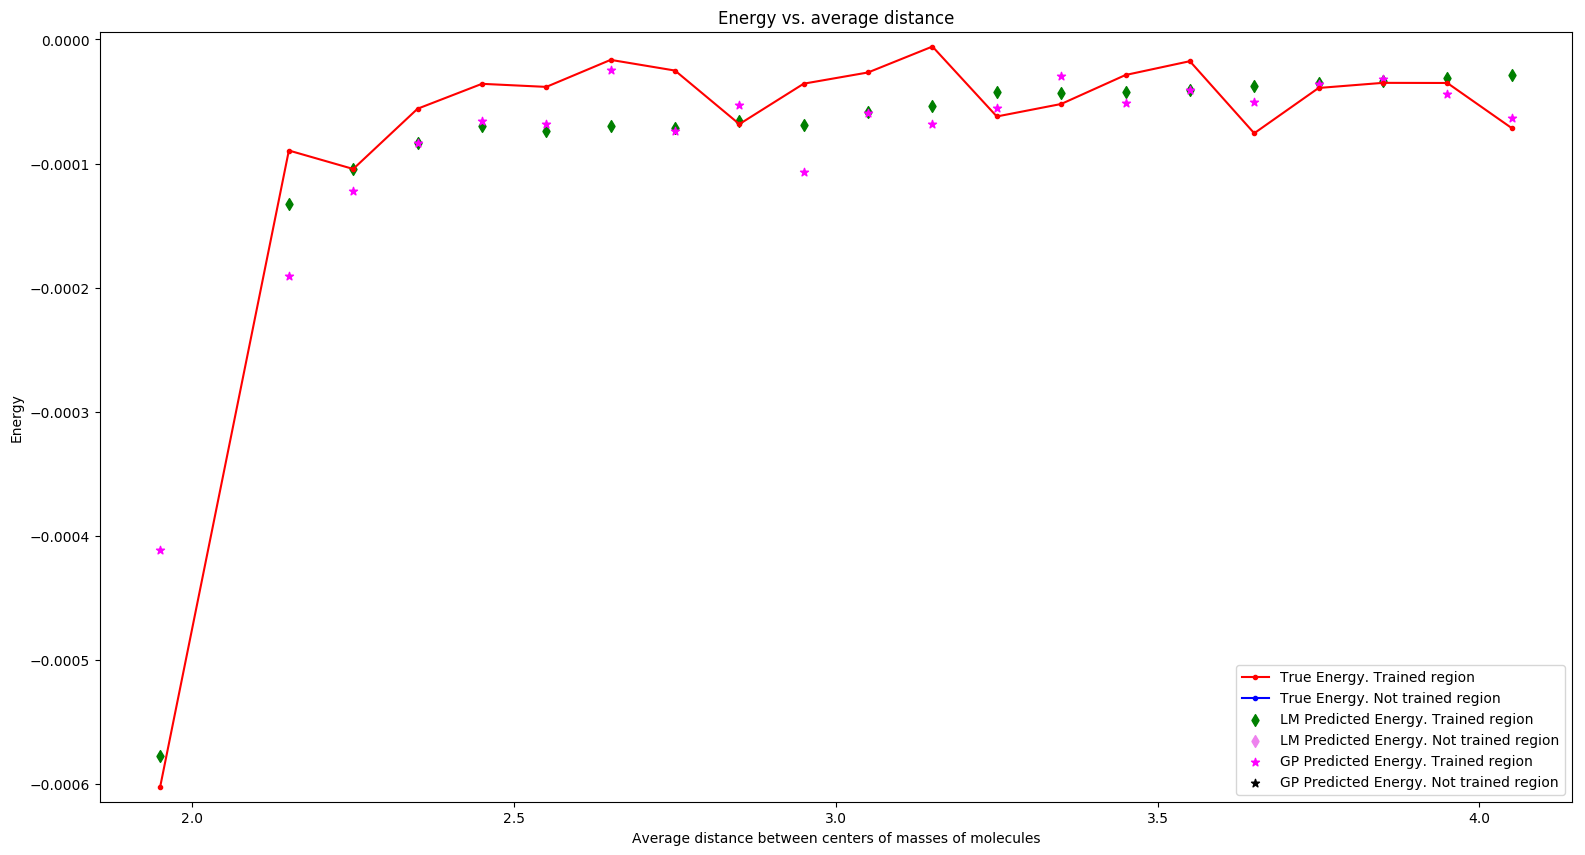 Energy vs. average distance
0.0000
−0.0001
−0.0002
−0.0003
−0.0004
−0.0005
−0.0006
Energy
2.0 2.5 3.0 3.5 4.0
Average distance between centers of masses of molecules
True Energy. Trained region
True Energy. Not trained region
LM Predicted Energy. Trained region
LM Predicted Energy. Not trained region
GP Predicted Energy. Trained region
GP Predicted Energy. Not trained region